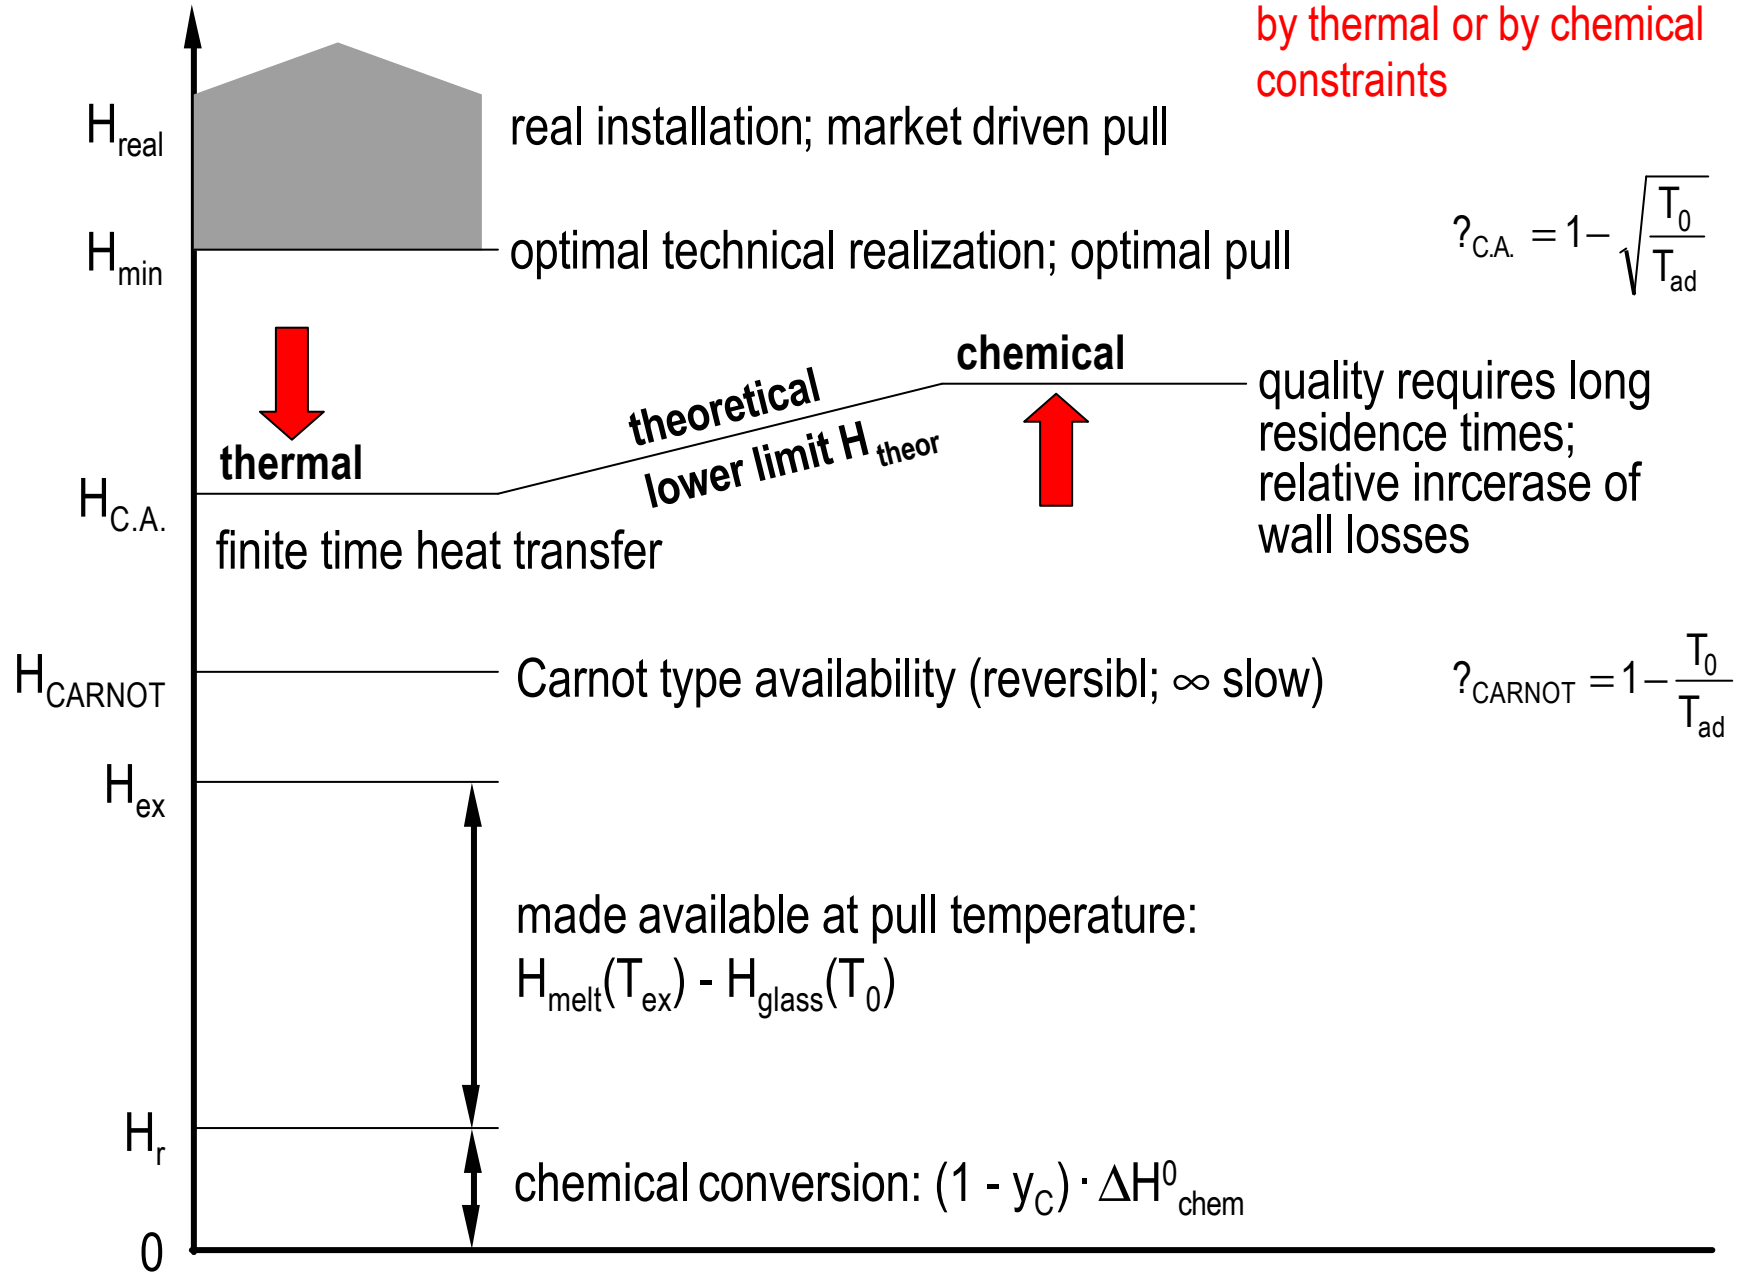 by thermal or by chemical
constraints
H_real
real installation; market driven pull
H_min
optimal technical realization; optimal pull
?_C.A. = 1 - √(T_0 / T_ad)
thermal
theoretical
lower limit H_theor
chemical
quality requires long
residence times;
relative inrcerase of
wall losses
H_C.A.
finite time heat transfer
H_CARNOT
Carnot type availability (reversibl; ∞ slow)
?_CARNOT = 1 - T_0 / T_ad
H_ex
made available at pull temperature:
H_melt(T_ex) - H_glass(T_0)
H_r
chemical conversion: (1 - y_C) · ΔH^0_chem
0